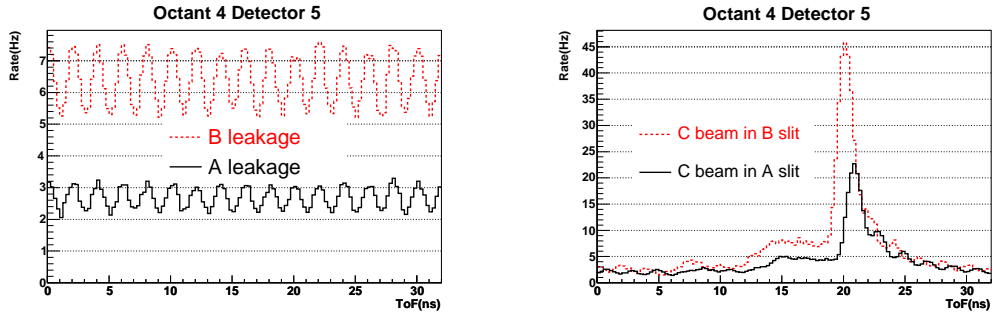 Octant 4 Detector 5
Rate(Hz)
7
6
5
4
3
2
1
0
B leakage
A leakage
0 5 10 15 20 25 30
ToF(ns)
Octant 4 Detector 5
Rate(Hz)
45
40
35
30
25
20
15
10
5
0
C beam in B slit
C beam in A slit
0 5 10 15 20 25 30
ToF(ns)